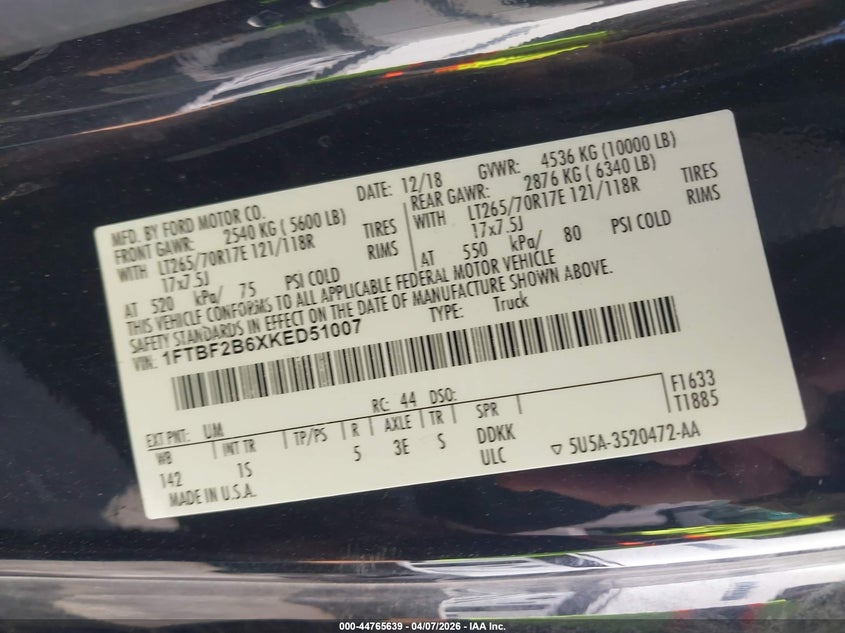 MFD. BY FORD MOTOR CO. DATE: 12/18 GVWR: 4536 KG (10000 LB)
FRONT GAWR: 2540 KG ( 5600 LB) REAR GAWR: 2876 KG ( 6340 LB)
WITH LT265/70R17E 121/118R TIRES WITH LT265/70R17E 121/118R TIRES
17x7.5J RIMS 17x7.5J RIMS
AT 520 kPa/ 75 PSI COLD AT 550 kPa/ 80 PSI COLD
THIS VEHICLE CONFORMS TO ALL APPLICABLE FEDERAL MOTOR VEHICLE
SAFETY STANDARDS IN EFFECT ON THE DATE OF MANUFACTURE SHOWN ABOVE.
VIN: 1FTBF2B6XKED51007 TYPE: Truck
EXT PNT: UM RC: 44 DSO: F1633
WB INT TR TP/PS R AXLE TR SPR T1885
142 1S 5 3E S DDKK
ULC ▽ 5U5A-3520472-AA
MADE IN U.S.A.
000-44765639 - 04/07/2026 - IAA Inc.